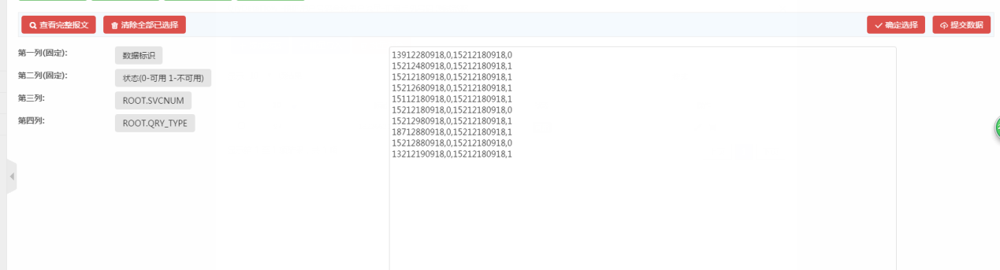 查看完整报文 清除全部已选择 确定选择 提交数据
第一列(固定): 数据标识
第二列(固定): 状态(0-可用 1-不可用)
第三列: ROOT.SVCNUM
第四列: ROOT.QRY_TYPE
13912280918,0,15212180918,0
15212480918,0,15212180918,1
15212180918,0,15212180918,1
15212680918,0,15212180918,1
15112180918,0,15212180918,1
15212180918,0,15212180918,0
15212980918,0,15212180918,1
18712880918,0,15212180918,1
15212880918,0,15212180918,0
13212190918,0,15212180918,1